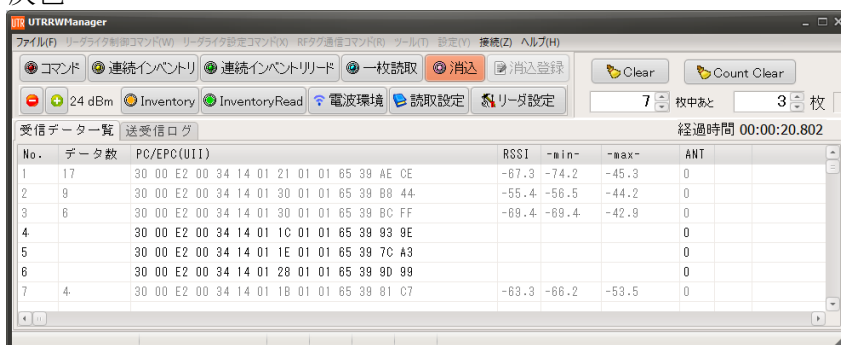 UTR UTRRWManager
ファイル(F) リーダライタ制御コマンド(W) リーダライタ設定コマンド(X) RFタグ通信コマンド(R) ツール(T) 設定(Y) 接続(Z) ヘルプ(H)
コマンド 連続インベントリ 連続インベントリリード 一枚読取 消込 消込登録 Clear Count Clear
24 dBm Inventory InventoryRead 電波環境 読取設定 リーダ設定 7 枚中あと 3 枚
受信データ一覧 送受信ログ 経過時間 00:00:20.802
No. データ数 PC/EPC(UII) RSSI -min- -max- ANT
1 17 30 00 E2 00 34 14 01 21 01 01 65 39 AE CE -67.3 -74.2 -45.3 0
2 9 30 00 E2 00 34 14 01 30 01 01 65 39 B8 44 -55.4 -56.5 -44.2 0
3 6 30 00 E2 00 34 14 01 30 01 01 65 39 BC FF -69.4 -69.4 -42.9 0
4 30 00 E2 00 34 14 01 1C 01 01 65 39 93 9E 0
5 30 00 E2 00 34 14 01 1E 01 01 65 39 7C A3 0
6 30 00 E2 00 34 14 01 28 01 01 65 39 9D 99 0
7 4 30 00 E2 00 34 14 01 1B 01 01 65 39 81 C7 -63.3 -66.2 -53.5 0